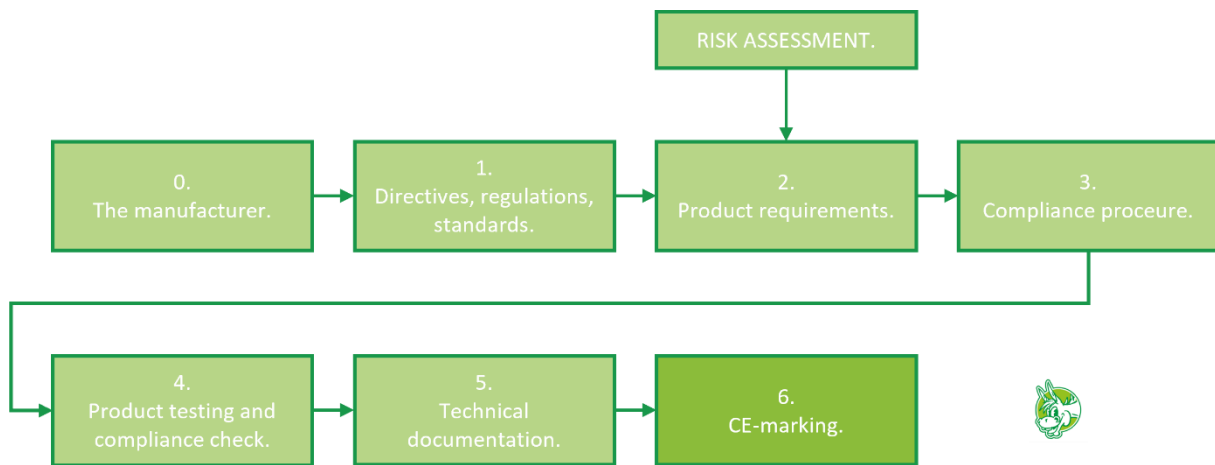 RISK ASSESSMENT.
0.
The manufacturer.
1.
Directives, regulations,
standards.
2.
Product requirements.
3.
Compliance proceure.
4.
Product testing and
compliance check.
5.
Technical
documentation.
6.
CE-marking.